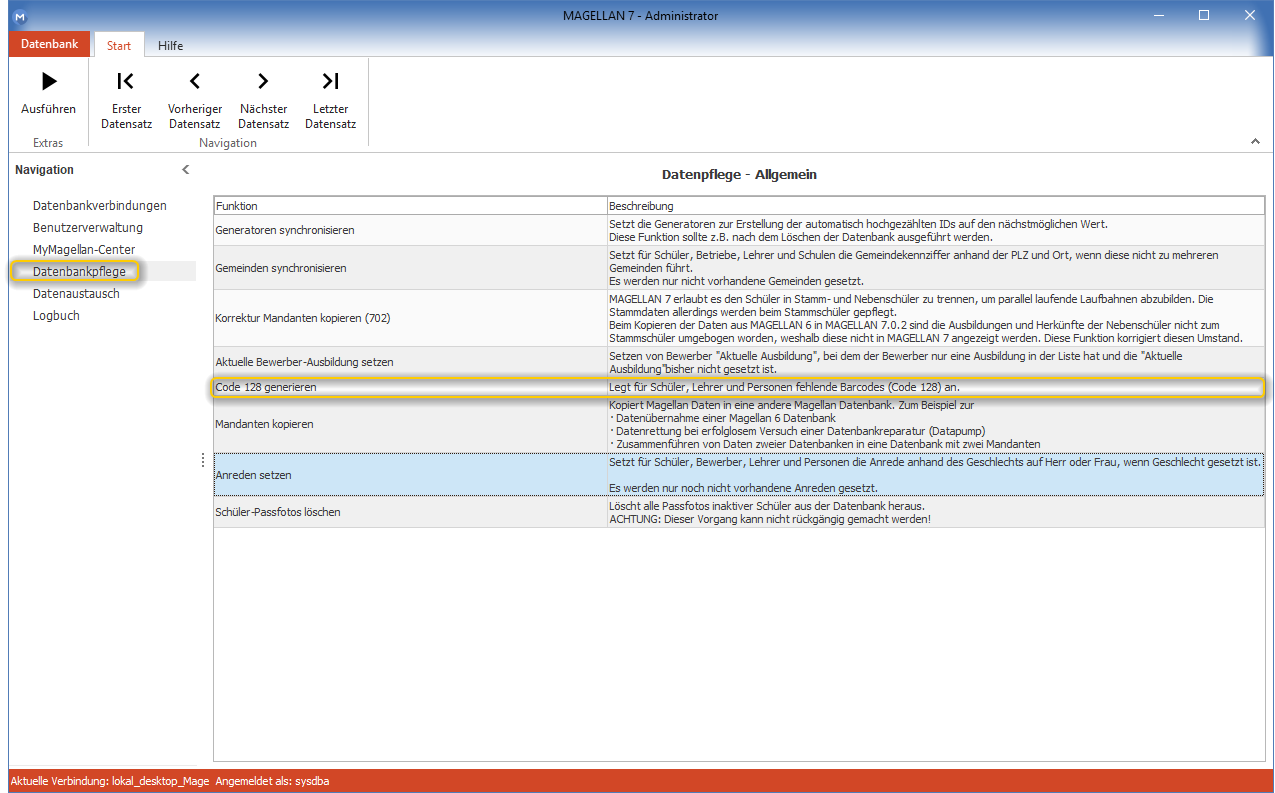 M
MAGELLAN 7 - Administrator
Datenbank
Start
Hilfe
Ausführen
Erster
Datensatz
Vorheriger
Datensatz
Nächster
Datensatz
Letzter
Datensatz
Extras
Navigation
Navigation
Datenbankverbindungen
Benutzerverwaltung
MyMagellan-Center
Datenbankpflege
Datenaustausch
Logbuch
Datenpflege - Allgemein
Funktion
Beschreibung
Generatoren synchronisieren
Setzt die Generatoren zur Erstellung der automatisch hochgezählten IDs auf den nächstmöglichen Wert.
Diese Funktion sollte z.B. nach dem Löschen der Datenbank ausgeführt werden.
Gemeinden synchronisieren
Setzt für Schüler, Betriebe, Lehrer und Schulen die Gemeindekennziffer anhand der PLZ und Ort, wenn diese nicht zu mehreren
Gemeinden führt.
Es werden nur nicht vorhandene Gemeinden gesetzt.
Korrektur Mandanten kopieren (702)
MAGELLAN 7 erlaubt es den Schüler in Stamm- und Nebenschüler zu trennen, um parallel laufende Laufbahnen abzubilden. Die
Stammdaten allerdings werden beim Stammschüler gepflegt.
Beim Kopieren der Daten aus MAGELLAN 6 in MAGELLAN 7.0.2 sind die Ausbildungen und Herkünfte der Nebenschüler nicht zum
Stammschüler umgebogen worden, weshalb diese nicht in MAGELLAN 7 angezeigt werden. Diese Funktion korrigiert diesen Umstand.
Aktuelle Bewerber-Ausbildung setzen
Setzen von Bewerber "Aktuelle Ausbildung", bei dem der Bewerber nur eine Ausbildung in der Liste hat und die "Aktuelle
Ausbildung"bisher nicht gesetzt ist.
Code 128 generieren
Legt für Schüler, Lehrer und Personen fehlende Barcodes (Code 128) an.
Mandanten kopieren
Kopiert Magellan Daten in eine andere Magellan Datenbank. Zum Beispiel zur
· Datenübernahme einer Magellan 6 Datenbank
· Datenrettung bei erfolglosem Versuch einer Datenbankreparatur (Datapump)
· Zusammenführen von Daten zweier Datenbanken in eine Datenbank mit zwei Mandanten
Anreden setzen
Setzt für Schüler, Bewerber, Lehrer und Personen die Anrede anhand des Geschlechts auf Herr oder Frau, wenn Geschlecht gesetzt ist.
Es werden nur noch nicht vorhandene Anreden gesetzt.
Schüler-Passfotos löschen
Löscht alle Passfotos inaktiver Schüler aus der Datenbank heraus.
ACHTUNG: Dieser Vorgang kann nicht rückgängig gemacht werden!
Aktuelle Verbindung: lokal_desktop_Mage Angemeldet als: sysdba